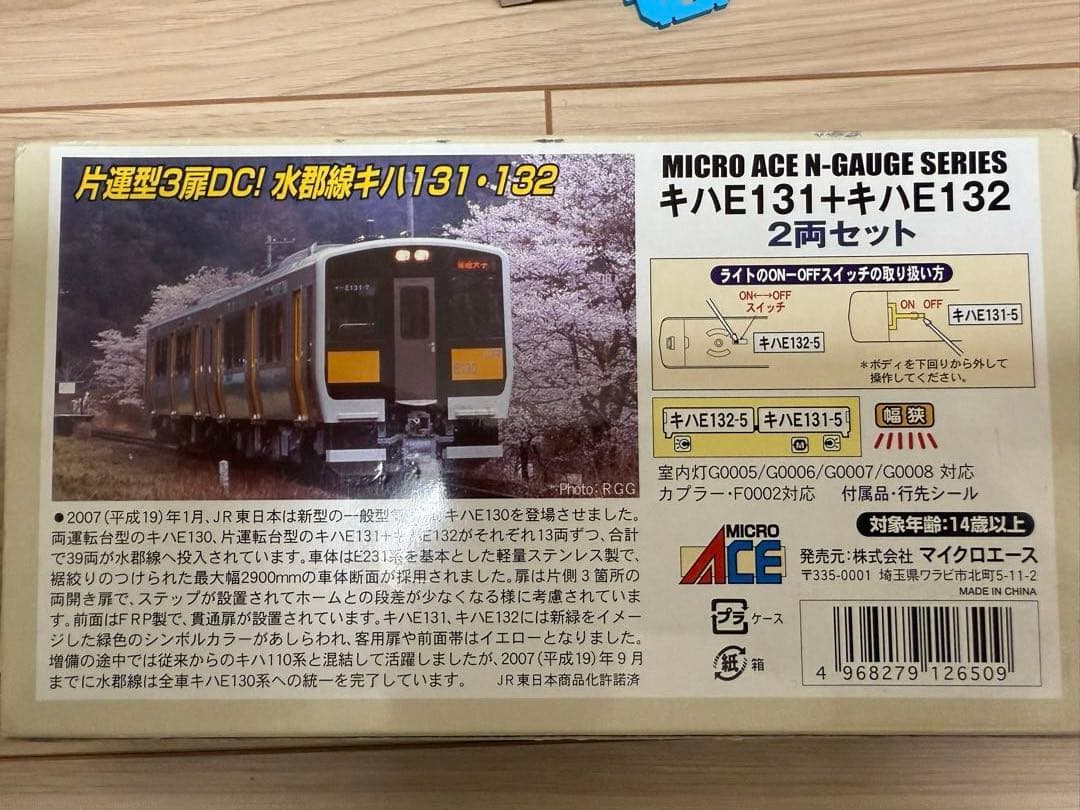 片運型3扉DC! 水郡線キハ131・132
E131-7
E130
Photo: RGG
●2007(平成19)年1月、JR東日本は新型の一般型 キハE130を登場させました。
両運転台型のキハE130、片運転台型のキハE131+キハE132がそれぞれ13両ずつ、合計
で39両が水郡線へ投入されています。車体はE231系を基本とした軽量ステンレス製で、
裾絞りのつけられた最大幅2900mmの車体断面が採用されました。扉は片側3箇所の
両開き扉で、ステップが設置されてホームとの段差が少なくなる様に考慮されていま
す。前面はFRP製で、貫通扉が設置されています。キハE131、キハE132には新緑をイメー
ジした緑色のシンボルカラーがあしらわれ、客用扉や前面帯はイエローとなりました。
増備の途中では従来からのキハ110系と混結して活躍しましたが、2007(平成19)年9月
までに水郡線は全車キハE130系への統一を完了しています。 JR東日本商品化許諾済
MICRO ACE N-GAUGE SERIES
キハE131+キハE132
2両セット
ライトのON-OFFスイッチの取り扱い方
ON←→OFF
スイッチ
キハE132-5
ON OFF
キハE131-5
*ボディを下回りから外して
操作してください。
キハE132-5 キハE131-5
C M C
幅狭
室内灯G0005/G0006/G0007/G0008 対応
カプラー・F0002対応 付属品・行先シール
対象年齢:14歳以上
MICRO
ACE
発売元:株式会社 マイクロエース
〒335-0001 埼玉県ワラビ市北町5-11-2
MADE IN CHINA
プラ ケース
紙 箱
4 968279 126509